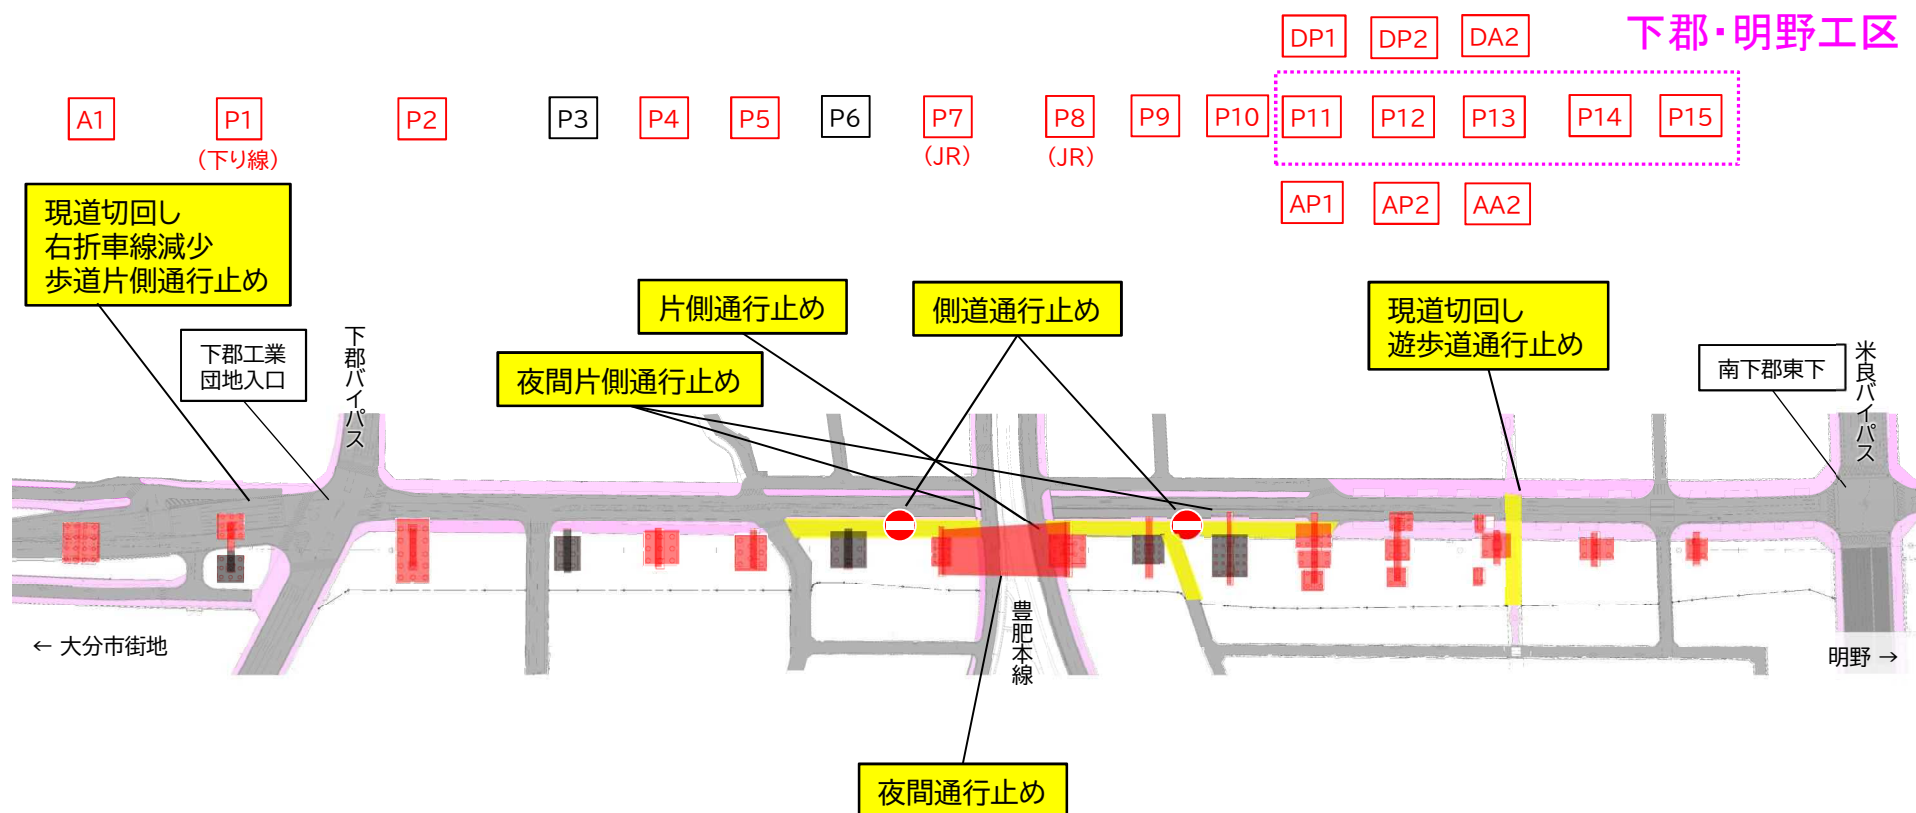 下郡・明野工区
DP1 DP2 DA2
A1 P1 P2 P3 P4 P5 P6 P7 P8 P9 P10 P11 P12 P13 P14 P15
(下り線) (JR) (JR)
AP1 AP2 AA2
現道切回し
右折車線減少
歩道片側通行止め
片側通行止め
側道通行止め
現道切回し
遊歩道通行止め
下郡工業
団地入口
下郡バイパス
夜間片側通行止め
南下郡東下
米良バイパス
← 大分市街地
豊肥本線
明野 →
夜間通行止め